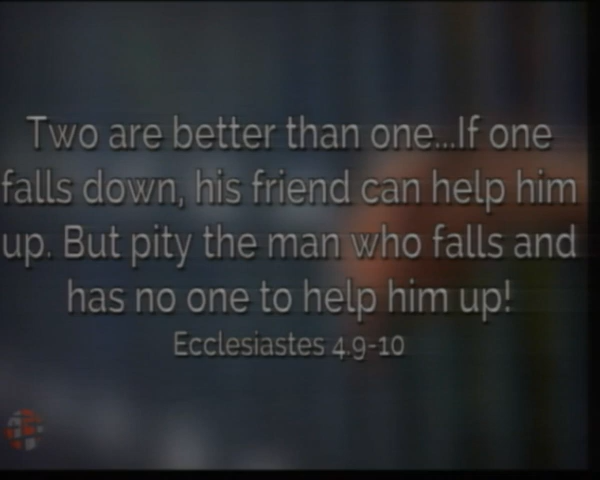 Two are better than one...If one
falls down, his friend can help him
up. But pity the man who falls and
has no one to help him up!
Ecclesiastes 4.9-10